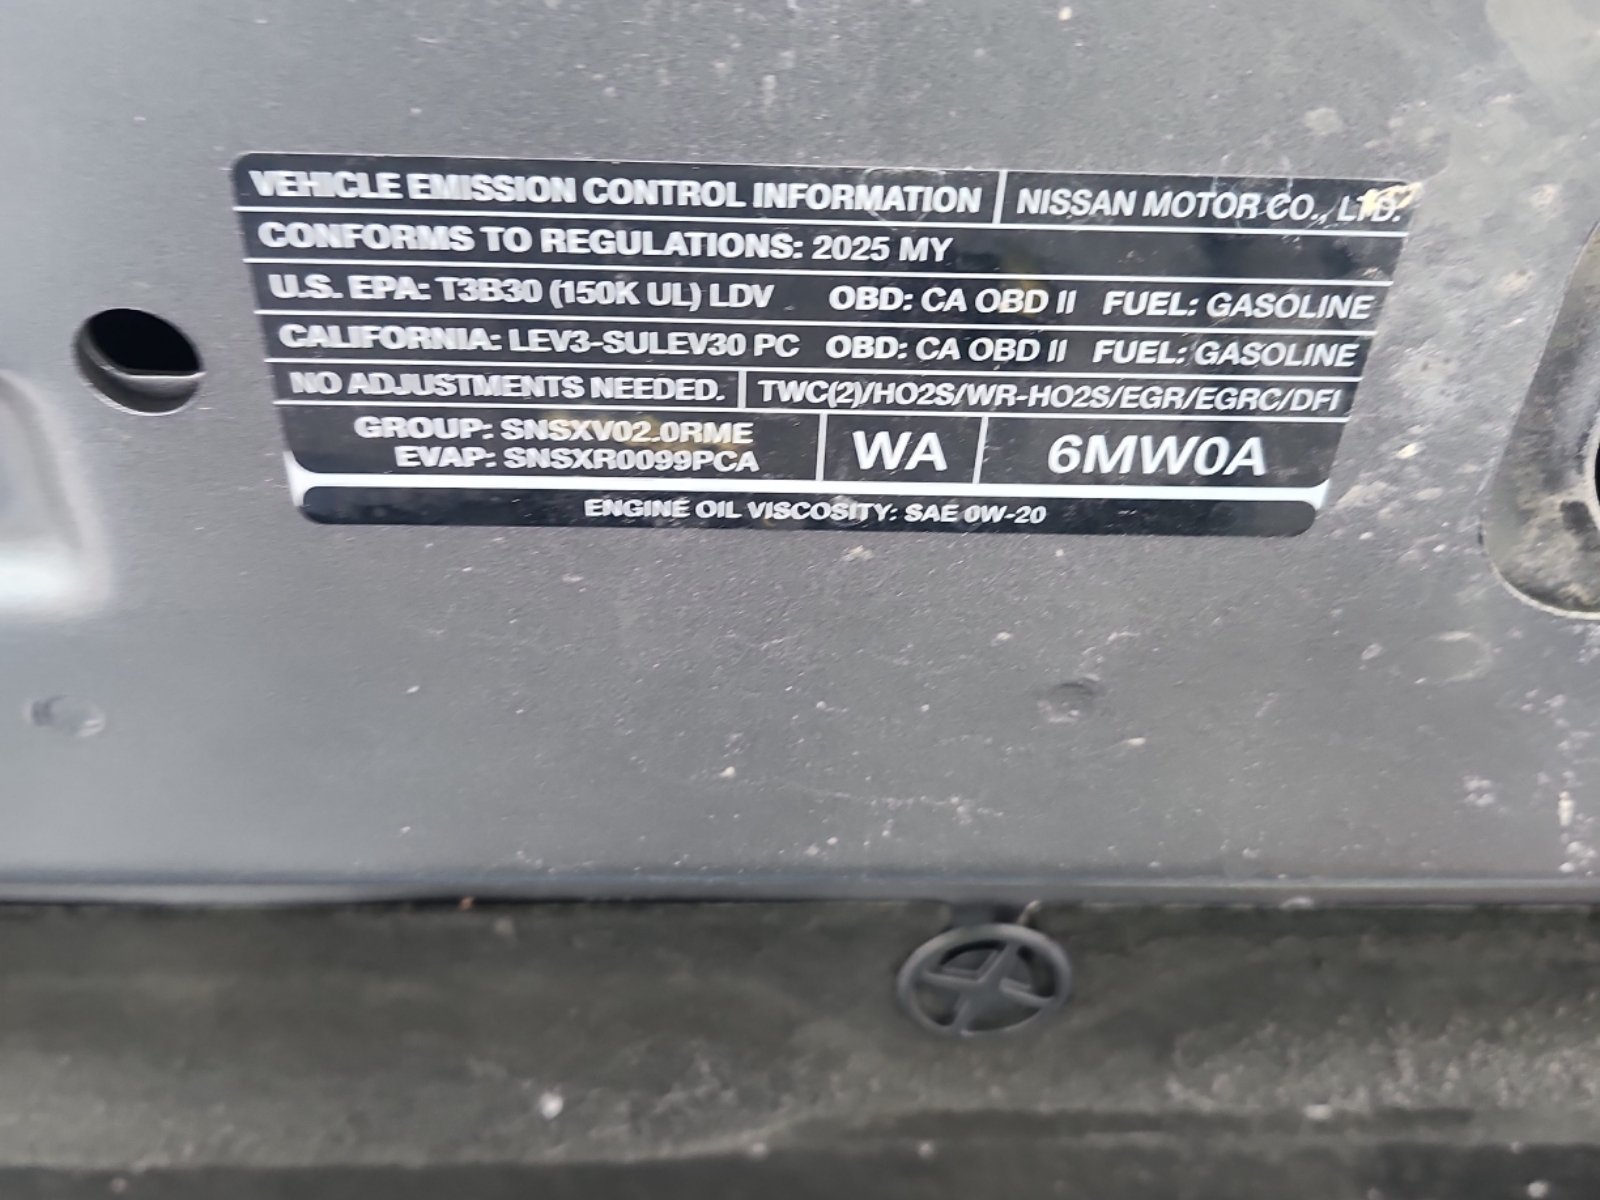 VEHICLE EMISSION CONTROL INFORMATION NISSAN MOTOR CO., LTD.
CONFORMS TO REGULATIONS: 2025 MY
U.S. EPA: T3B30 (150K UL) LDV OBD: CA OBD II FUEL: GASOLINE
CALIFORNIA: LEV3-SULEV30 PC OBD: CA OBD II FUEL: GASOLINE
NO ADJUSTMENTS NEEDED. TWC(2)/HO2S/WR-HO2S/EGR/EGRC/DFI
GROUP: SNSXV02.0RME
EVAP: SNSXR0099PCA
WA 6MW0A
ENGINE OIL VISCOSITY: SAE 0W-20